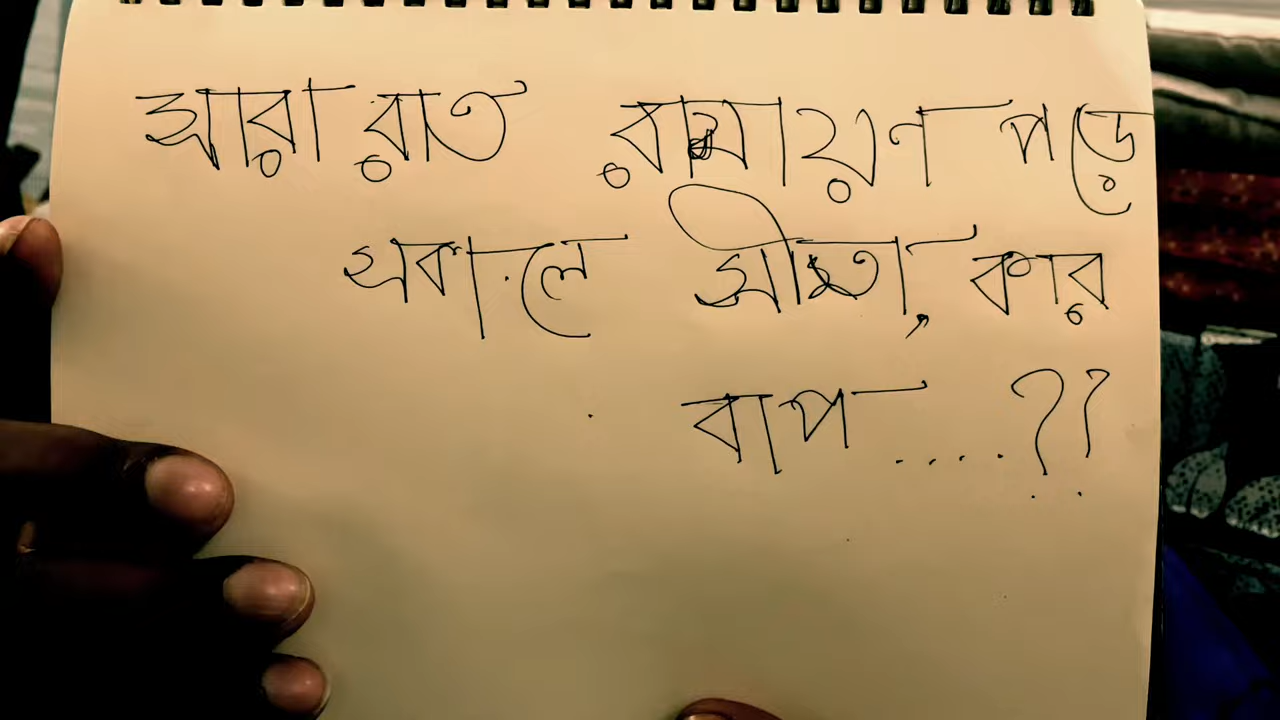 সারা রাত রামায়ন পড়ে
সকালে সীতা, কার
বাপ ....??